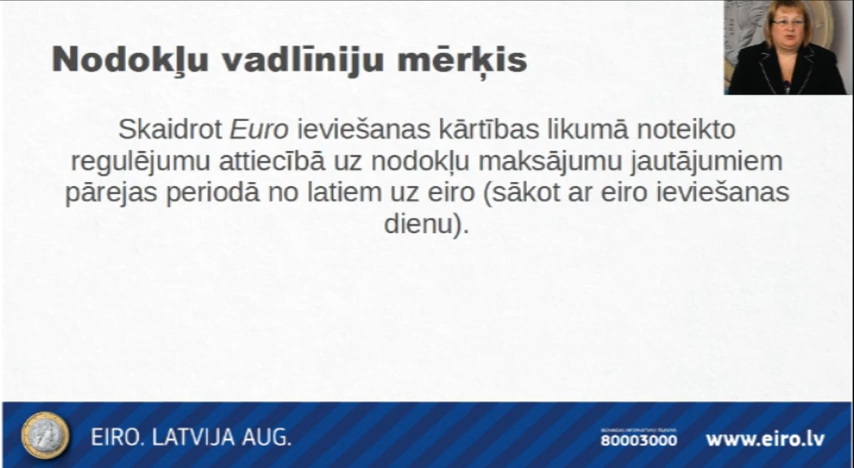 Nodokļu vadlīniju mērķis
Skaidrot Euro ieviešanas kārtības likumā noteikto
regulējumu attiecībā uz nodokļu maksājumu jautājumiem
pārejas periodā no latiem uz eiro (sākot ar eiro ieviešanas
dienu).
EIRO. LATVIJA AUG.
80003000
www.eiro.lv